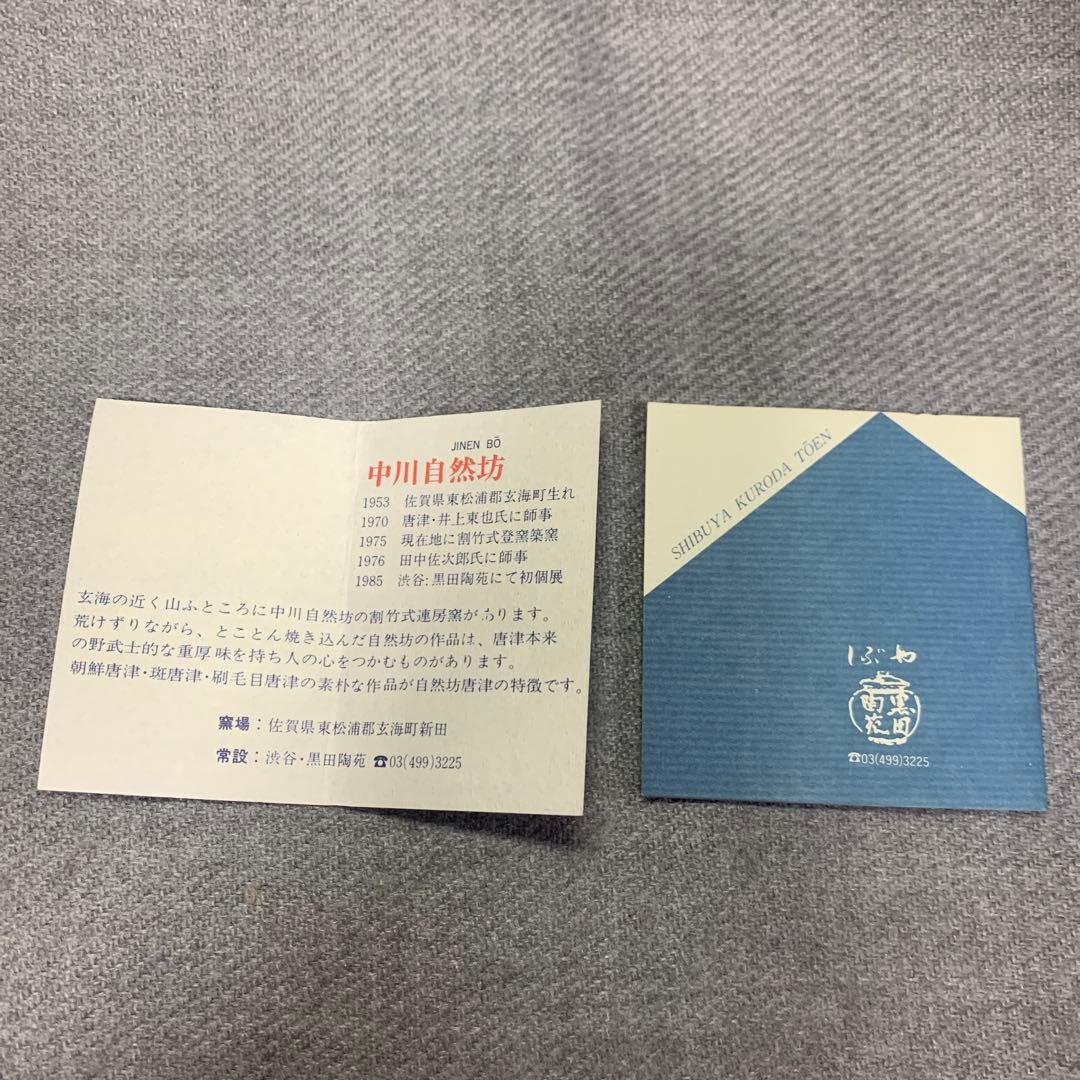 JINEN BŌ
中川自然坊
1953 佐賀県東松浦郡玄海町生れ
1970 唐津・井上東也氏に師事
1975 現在地に割竹式登窯築窯
1976 田中佐次郎氏に師事
1985 渋谷:黒田陶苑にて初個展
玄海の近く山ふところに中川自然坊の割竹式連房窯があります。
荒けずりながら、とことん焼き込んだ自然坊の作品は、唐津本来
の野武士的な重厚味を持ち人の心をつかむものがあります。
朝鮮唐津・斑唐津・刷毛目唐津の素朴な作品が自然坊唐津の特徴です。
窯場:佐賀県東松浦郡玄海町新田
常設:渋谷・黒田陶苑 ☎03(499)3225
SHIBUYA KURODA TŌEN
しぶや
黒田
陶苑
☎03(499)3225